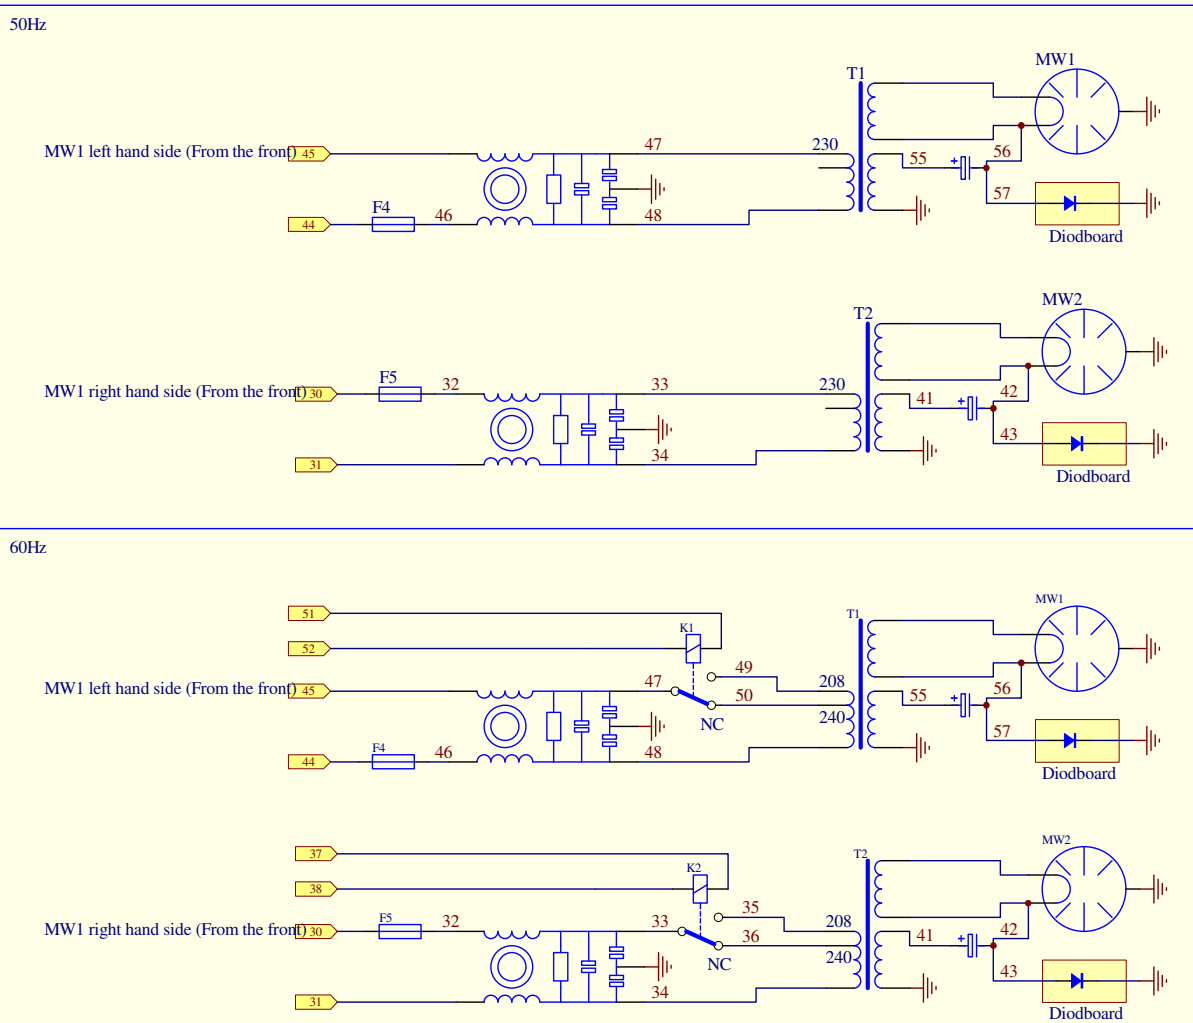 50Hz
MW1
T1
MW1 left hand side (From the front)
45
47
230
55
+
56
F4
44
46
48
57
Diodboard
MW2
T2
MW1 right hand side (From the front)
30
F5
32
33
230
41
+
42
31
34
43
Diodboard
60Hz
51
MW1
T1
52
K1
49
MW1 left hand side (From the front)
45
47
208
50
55
+
56
240
NC
F4
44
46
48
57
Diodboard
37
MW2
T2
38
K2
35
MW1 right hand side (From the front)
30
F5
32
33
208
36
41
+
42
240
NC
31
34
43
Diodboard